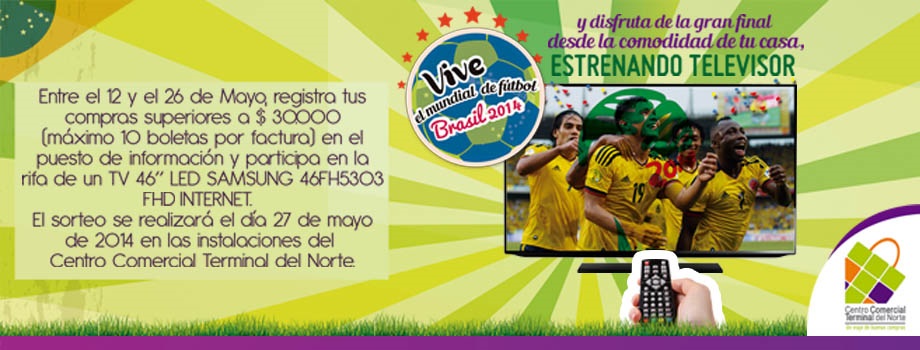 Entre el 12 y el 26 de Mayo, registra tus
compras superiores a $ 30.000
(máximo 10 boletas por factura) en el
puesto de información y participa en la
rifa de un TV 46" LED SAMSUNG 46FH5303
FHD INTERNET.
El sorteo se realizará el día 27 de mayo
de 2014 en las instalaciones del
Centro Comercial Terminal del Norte.
Vive
el mundial de fútbol
Brasil 2014
y disfruta de la gran final
desde la comodidad de tu casa,
ESTRENANDO TELEVISOR
19
Centro Comercial
Terminal del Norte